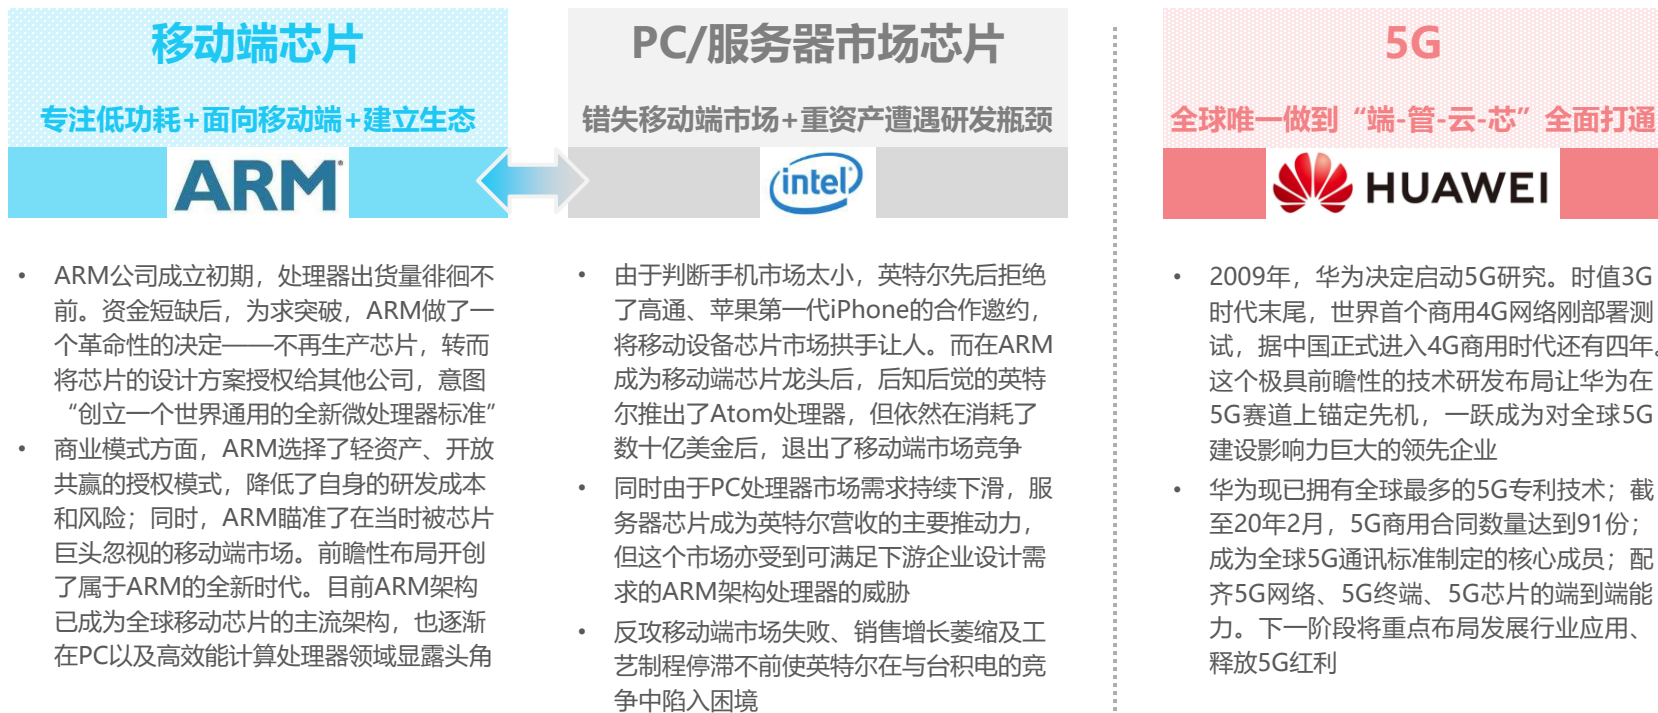 移动端芯片
专注低功耗+面向移动端+建立生态
ARM
• ARM公司成立初期，处理器出货量徘徊不
前。资金短缺后，为求突破，ARM做了一
个革命性的决定——不再生产芯片，转而
将芯片的设计方案授权给其他公司，意图
“创立一个世界通用的全新微处理器标准”
• 商业模式方面，ARM选择了轻资产、开放
共赢的授权模式，降低了自身的研发成本
和风险；同时，ARM瞄准了在当时被芯片
巨头忽视的移动端市场。前瞻性布局开创
了属于ARM的全新时代。目前ARM架构
已成为全球移动芯片的主流架构，也逐渐
在PC以及高效能计算处理器领域显露头角
PC/服务器市场芯片
错失移动端市场+重资产遭遇研发瓶颈
intel
• 由于判断手机市场太小，英特尔先后拒绝
了高通、苹果第一代iPhone的合作邀约，
将移动设备芯片市场拱手让人。而在ARM
成为移动端芯片龙头后，后知后觉的英特
尔推出了Atom处理器，但依然在消耗了
数十亿美金后，退出了移动端市场竞争
• 同时由于PC处理器市场需求持续下滑，服
务器芯片成为英特尔营收的主要推动力，
但这个市场亦受到可满足下游企业设计需
求的ARM架构处理器的威胁
• 反攻移动端市场失败、销售增长萎缩及工
艺制程停滞不前使英特尔在与台积电的竞
争中陷入困境
5G
全球唯一做到“端-管-云-芯”全面打通
HUAWEI
• 2009年，华为决定启动5G研究。时值3G
时代末尾，世界首个商用4G网络刚部署测
试，据中国正式进入4G商用时代还有四年。
这个极具前瞻性的技术研发布局让华为在
5G赛道上锚定先机，一跃成为对全球5G
建设影响力巨大的领先企业
• 华为现已拥有全球最多的5G专利技术；截
至20年2月，5G商用合同数量达到91份；
成为全球5G通讯标准制定的核心成员；配
齐5G网络、5G终端、5G芯片的端到端能
力。下一阶段将重点布局发展行业应用、
释放5G红利